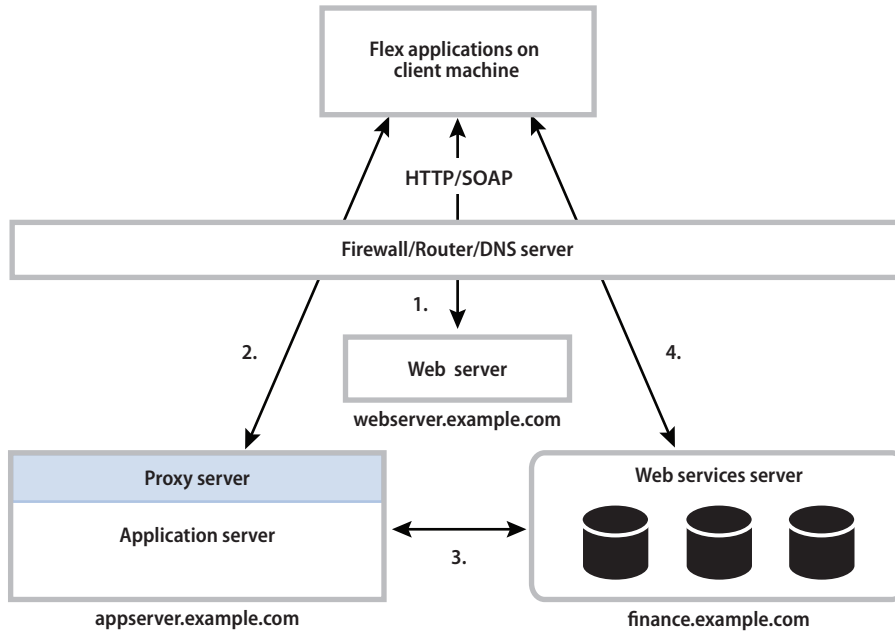 Flex applications on
client machine
HTTP/SOAP
Firewall/Router/DNS server
1.
2.
4.
Web server
webserver.example.com
Proxy server
Web services server
Application server
3.
appserver.example.com
finance.example.com